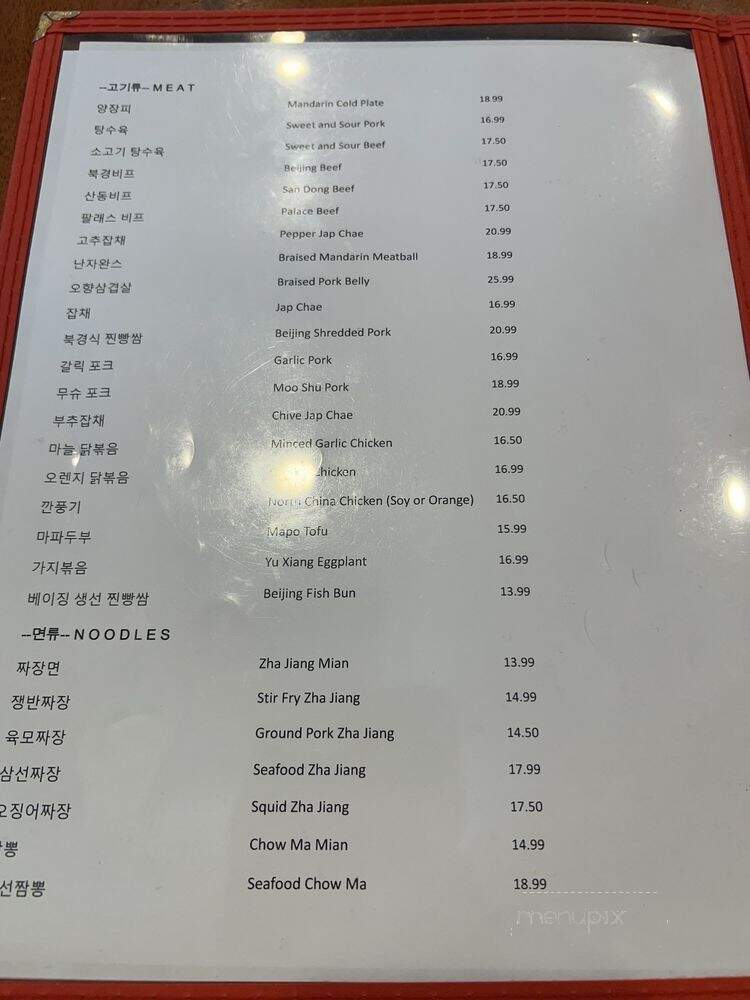 --고기류-- MEAT
양장피 Mandarin Cold Plate 18.99
탕수육 Sweet and Sour Pork 16.99
소고기 탕수육 Sweet and Sour Beef 17.50
북경비프 Beijing Beef 17.50
산동비프 San Dong Beef 17.50
팔래스 비프 Palace Beef 17.50
고추잡채 Pepper Jap Chae 20.99
난자완스 Braised Mandarin Meatball 18.99
오향삼겹살 Braised Pork Belly 25.99
잡채 Jap Chae 16.99
북경식 찐빵쌈 Beijing Shredded Pork 20.99
갈릭 포크 Garlic Pork 16.99
무슈 포크 Moo Shu Pork 18.99
부추잡채 Chive Jap Chae 20.99
마늘 닭볶음 Minced Garlic Chicken 16.50
오렌지 닭볶음 Chicken 16.99
깐풍기 North China Chicken (Soy or Orange) 16.50
마파두부 Mapo Tofu 15.99
가지볶음 Yu Xiang Eggplant 16.99
베이징 생선 찐빵쌈 Beijing Fish Bun 13.99
--면류-- NOODLES
짜장면 Zha Jiang Mian 13.99
쟁반짜장 Stir Fry Zha Jiang 14.99
육모짜장 Ground Pork Zha Jiang 14.50
삼선짜장 Seafood Zha Jiang 17.99
오징어짜장 Squid Zha Jiang 17.50
뽕 Chow Ma Mian 14.99
선짬뽕 Seafood Chow Ma 18.99
menupix